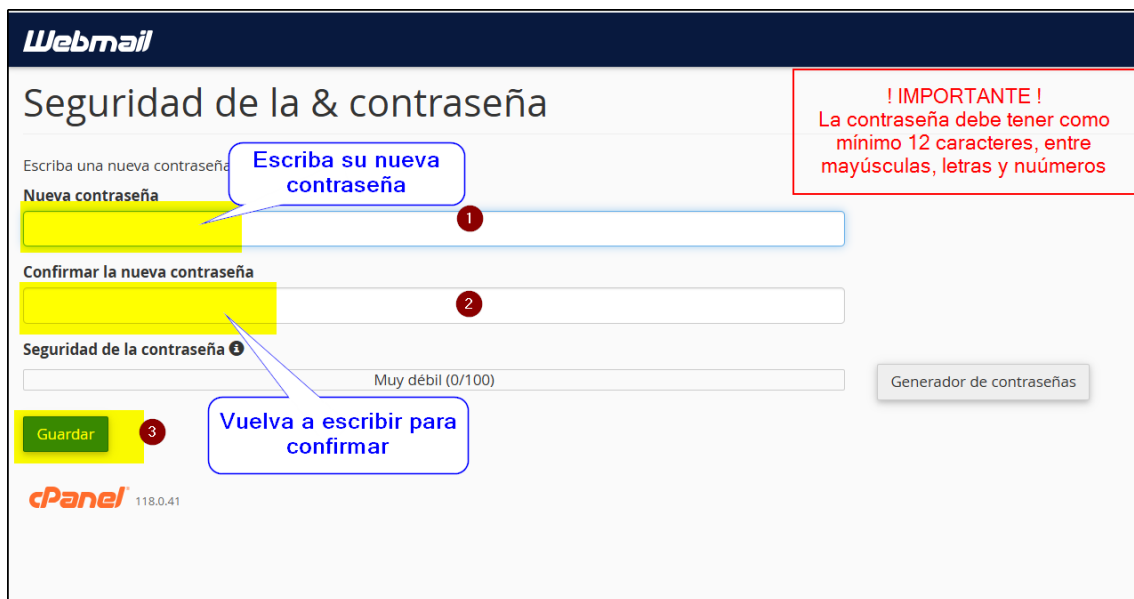 Webmail
Seguridad de la & contraseña
! IMPORTANTE !
La contraseña debe tener como
mínimo 12 caracteres, entre
mayúsculas, letras y nuúmeros
Escriba una nueva contraseña
Escriba su nueva
contraseña
Nueva contraseña
1
Confirmar la nueva contraseña
2
Seguridad de la contraseña
Muy débil (0/100)
Generador de contraseñas
Vuelva a escribir para
confirmar
Guardar
3
cPanel 118.0.41